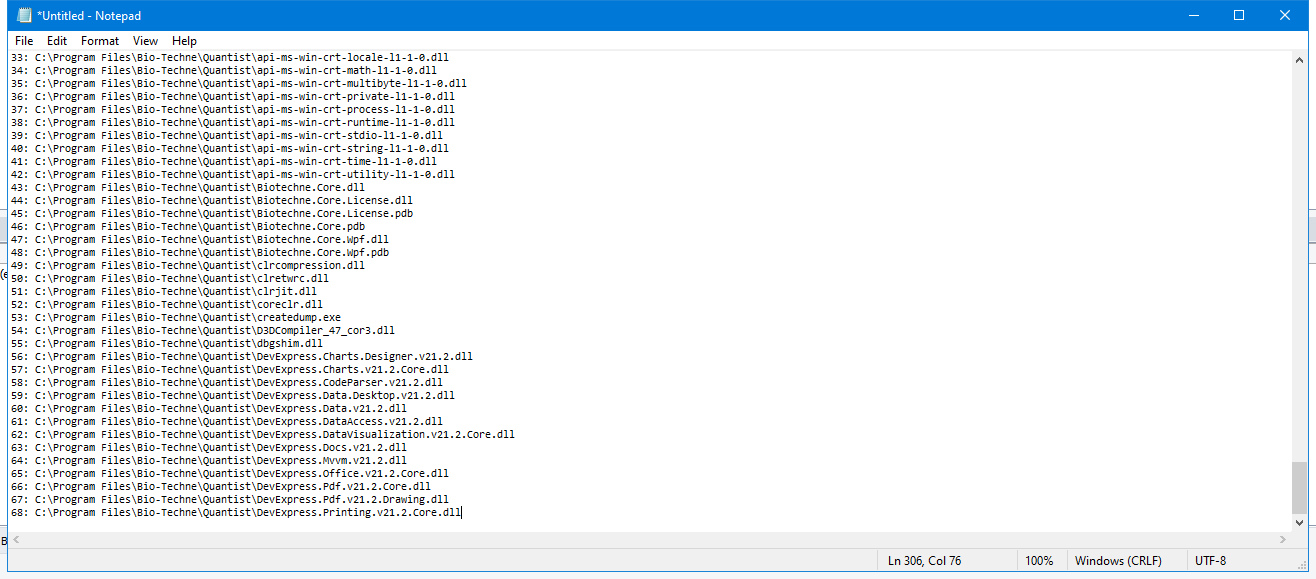 *Untitled - Notepad
File Edit Format View Help
33: C:\Program Files\Bio-Techne\Quantist\api-ms-win-crt-locale-l1-1-0.dll
34: C:\Program Files\Bio-Techne\Quantist\api-ms-win-crt-math-l1-1-0.dll
35: C:\Program Files\Bio-Techne\Quantist\api-ms-win-crt-multibyte-l1-1-0.dll
36: C:\Program Files\Bio-Techne\Quantist\api-ms-win-crt-private-l1-1-0.dll
37: C:\Program Files\Bio-Techne\Quantist\api-ms-win-crt-process-l1-1-0.dll
38: C:\Program Files\Bio-Techne\Quantist\api-ms-win-crt-runtime-l1-1-0.dll
39: C:\Program Files\Bio-Techne\Quantist\api-ms-win-crt-stdio-l1-1-0.dll
40: C:\Program Files\Bio-Techne\Quantist\api-ms-win-crt-string-l1-1-0.dll
41: C:\Program Files\Bio-Techne\Quantist\api-ms-win-crt-time-l1-1-0.dll
42: C:\Program Files\Bio-Techne\Quantist\api-ms-win-crt-utility-l1-1-0.dll
43: C:\Program Files\Bio-Techne\Quantist\Biotechne.Core.dll
44: C:\Program Files\Bio-Techne\Quantist\Biotechne.Core.License.dll
45: C:\Program Files\Bio-Techne\Quantist\Biotechne.Core.License.pdb
46: C:\Program Files\Bio-Techne\Quantist\Biotechne.Core.pdb
47: C:\Program Files\Bio-Techne\Quantist\Biotechne.Core.Wpf.dll
48: C:\Program Files\Bio-Techne\Quantist\Biotechne.Core.Wpf.pdb
49: C:\Program Files\Bio-Techne\Quantist\clrcompression.dll
50: C:\Program Files\Bio-Techne\Quantist\clretwrc.dll
51: C:\Program Files\Bio-Techne\Quantist\clrjit.dll
52: C:\Program Files\Bio-Techne\Quantist\coreclr.dll
53: C:\Program Files\Bio-Techne\Quantist\createdump.exe
54: C:\Program Files\Bio-Techne\Quantist\D3DCompiler_47_cor3.dll
55: C:\Program Files\Bio-Techne\Quantist\dbgshim.dll
56: C:\Program Files\Bio-Techne\Quantist\DevExpress.Charts.Designer.v21.2.dll
57: C:\Program Files\Bio-Techne\Quantist\DevExpress.Charts.v21.2.Core.dll
58: C:\Program Files\Bio-Techne\Quantist\DevExpress.CodeParser.v21.2.dll
59: C:\Program Files\Bio-Techne\Quantist\DevExpress.Data.Desktop.v21.2.dll
60: C:\Program Files\Bio-Techne\Quantist\DevExpress.Data.v21.2.dll
61: C:\Program Files\Bio-Techne\Quantist\DevExpress.DataAccess.v21.2.dll
62: C:\Program Files\Bio-Techne\Quantist\DevExpress.DataVisualization.v21.2.Core.dll
63: C:\Program Files\Bio-Techne\Quantist\DevExpress.Docs.v21.2.dll
64: C:\Program Files\Bio-Techne\Quantist\DevExpress.Mvvm.v21.2.dll
65: C:\Program Files\Bio-Techne\Quantist\DevExpress.Office.v21.2.Core.dll
66: C:\Program Files\Bio-Techne\Quantist\DevExpress.Pdf.v21.2.Core.dll
67: C:\Program Files\Bio-Techne\Quantist\DevExpress.Pdf.v21.2.Drawing.dll
68: C:\Program Files\Bio-Techne\Quantist\DevExpress.Printing.v21.2.Core.dll
Ln 306, Col 76 100% Windows (CRLF) UTF-8